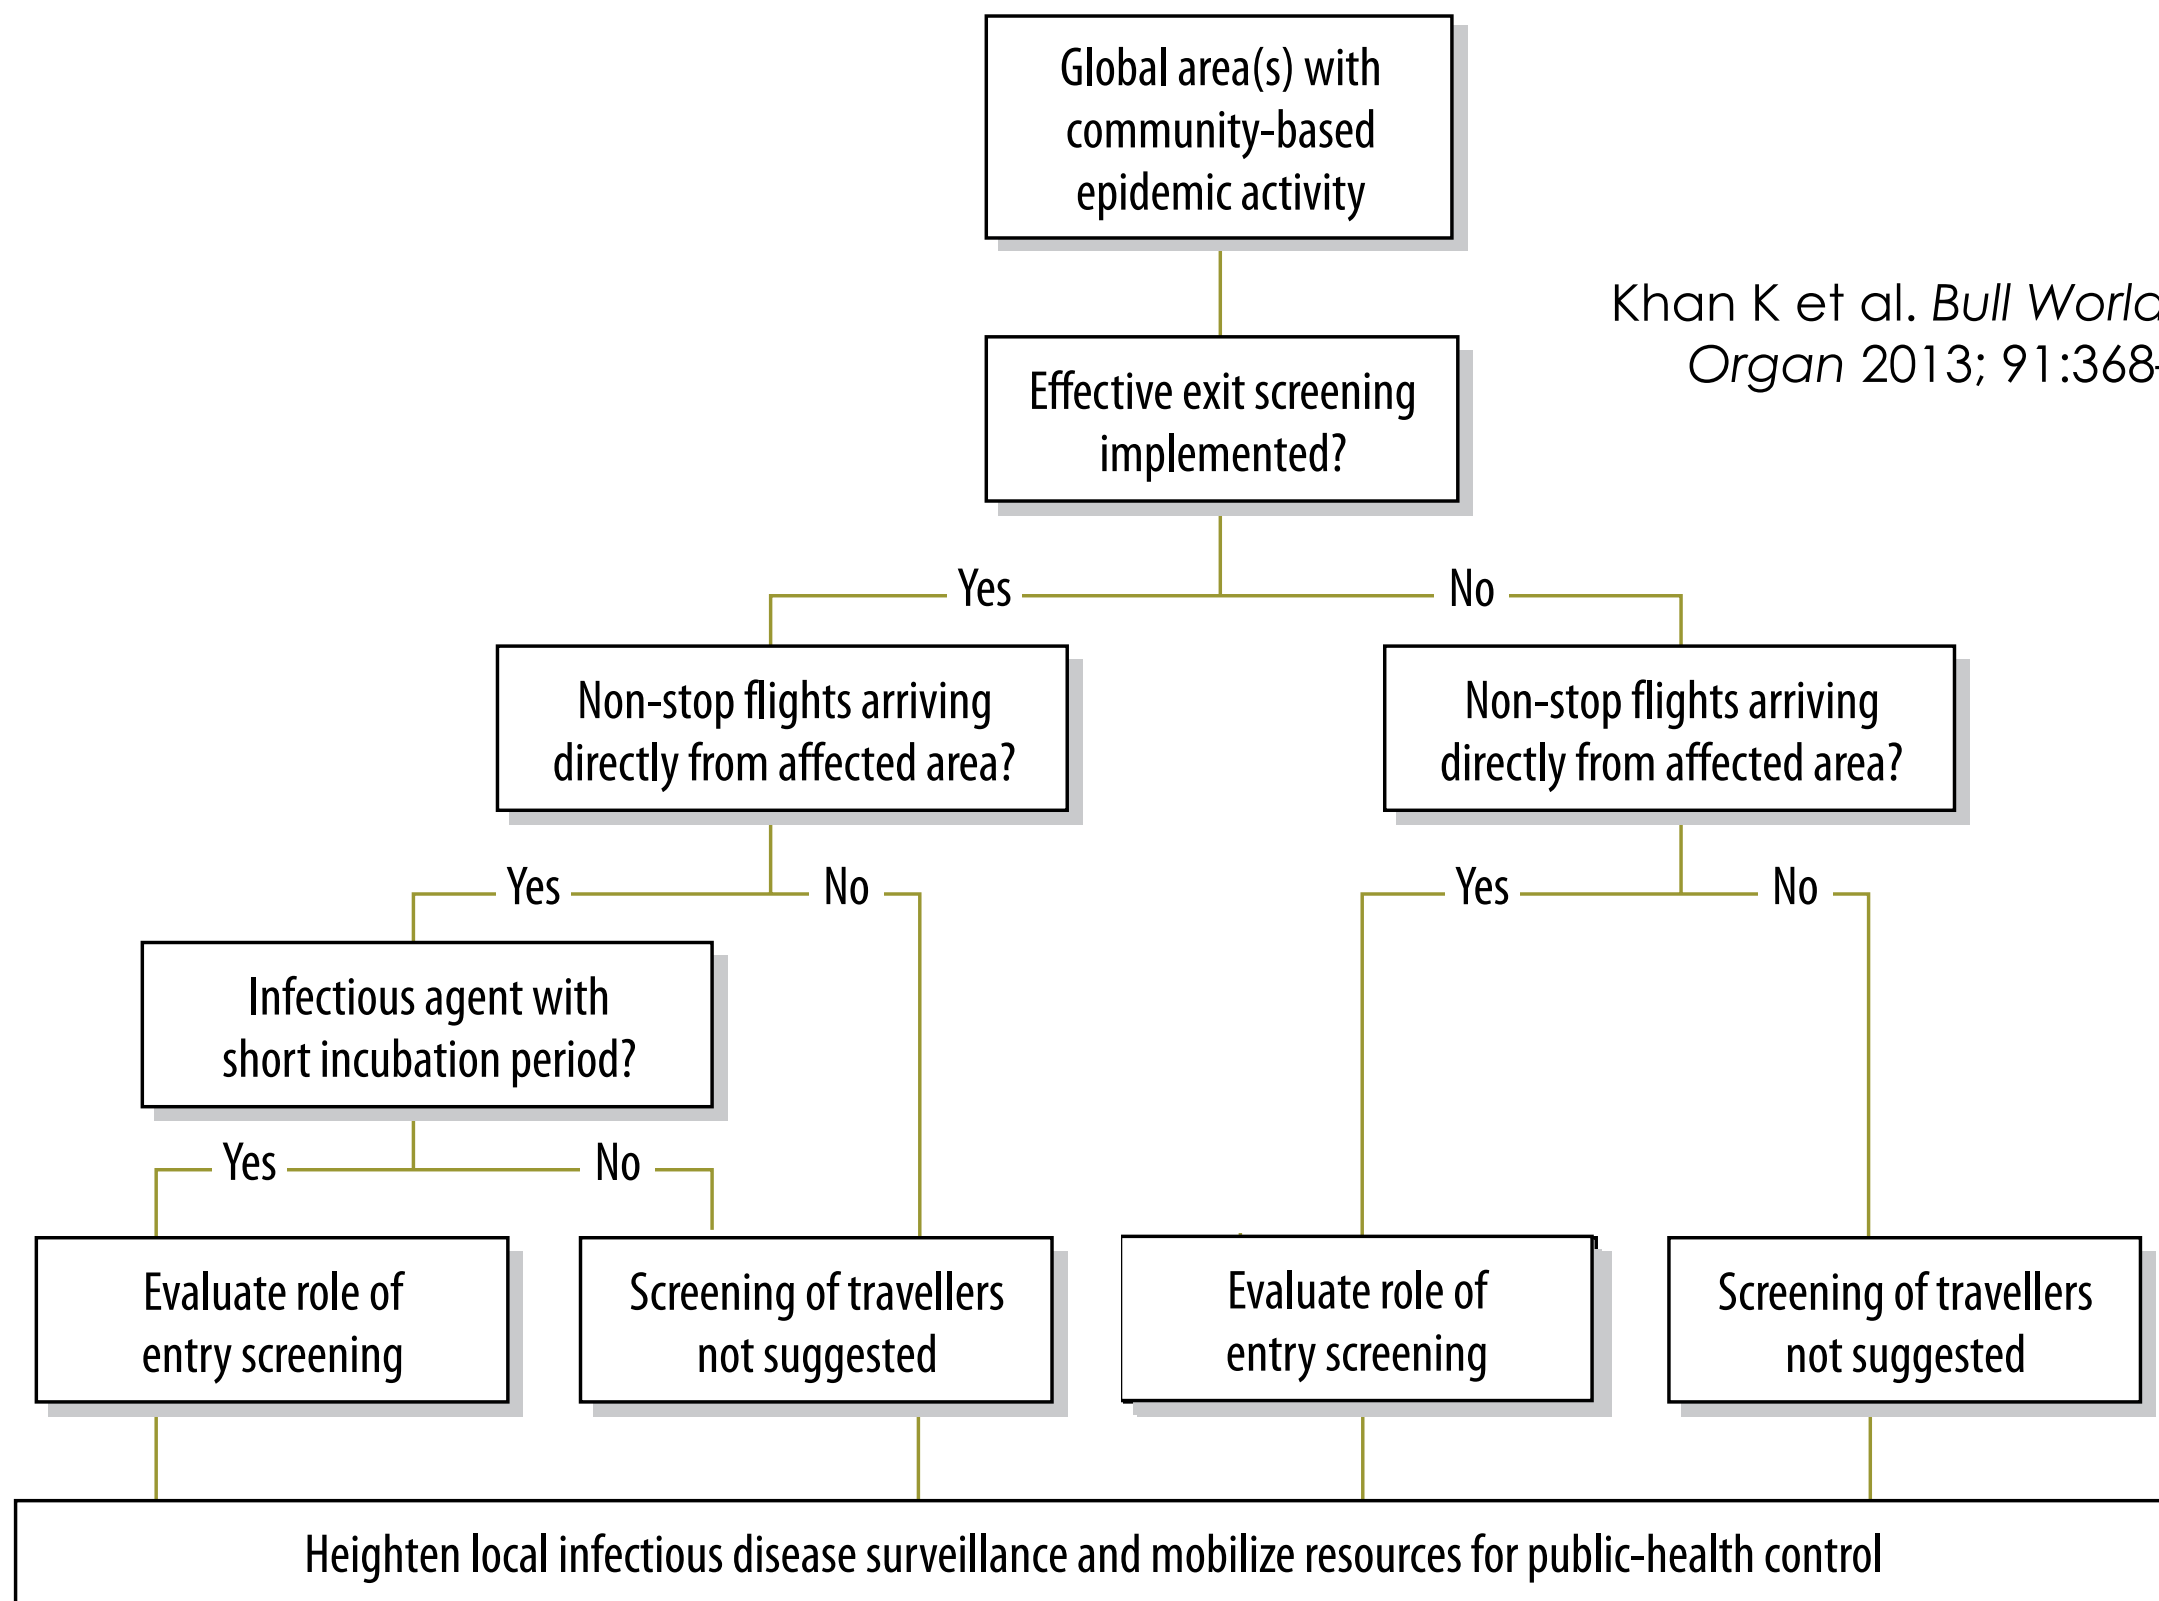 Global area(s) with
community-based
epidemic activity
Khan K et al. Bull World
Organ 2013; 91:368-
Effective exit screening
implemented?
Yes
No
Non-stop flights arriving
directly from affected area?
Non-stop flights arriving
directly from affected area?
Yes
No
Yes
No
Infectious agent with
short incubation period?
Yes
No
Evaluate role of
entry screening
Screening of travellers
not suggested
Evaluate role of
entry screening
Screening of travellers
not suggested
Heighten local infectious disease surveillance and mobilize resources for public-health control